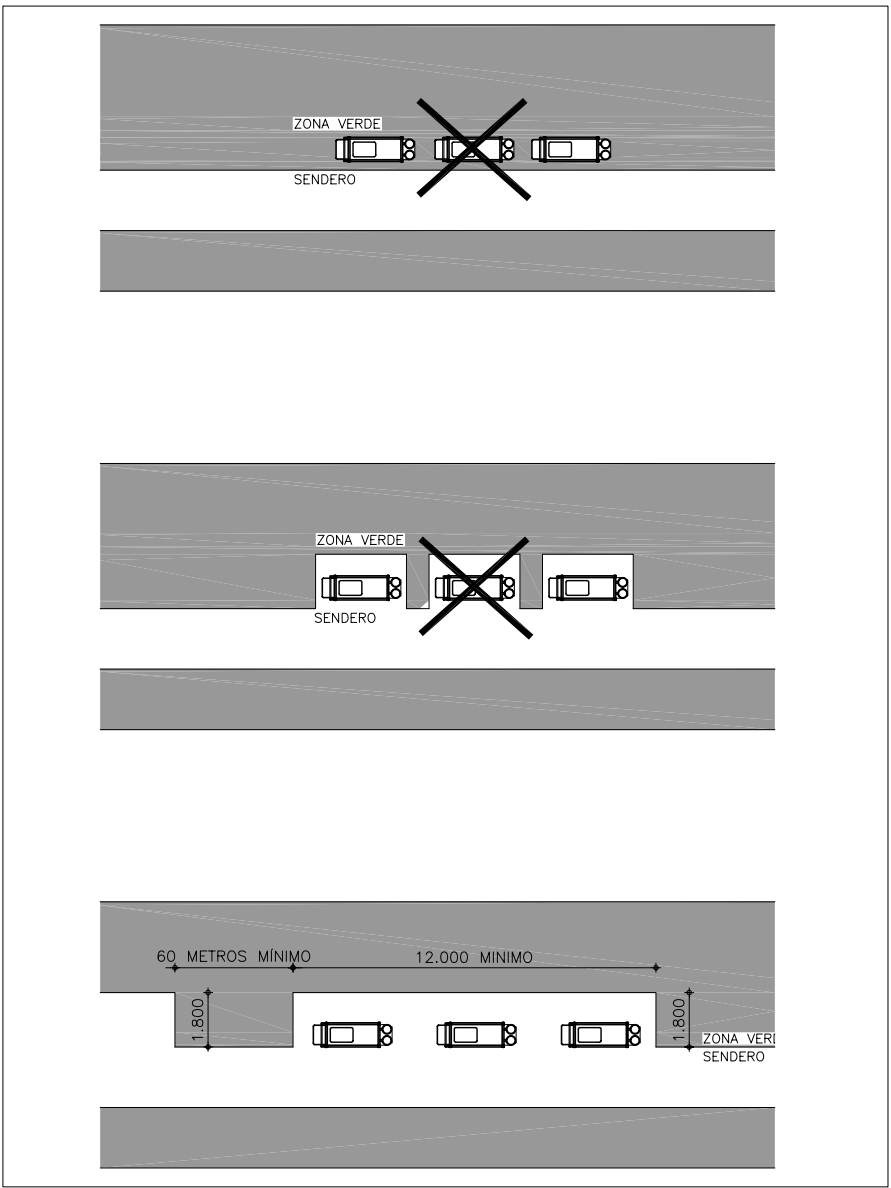 ZONA VERDE
SENDERO
ZONA VERDE
SENDERO
60 METROS MÍNIMO
12.000 MINIMO
1.800
1.800
ZONA VERD
SENDERO